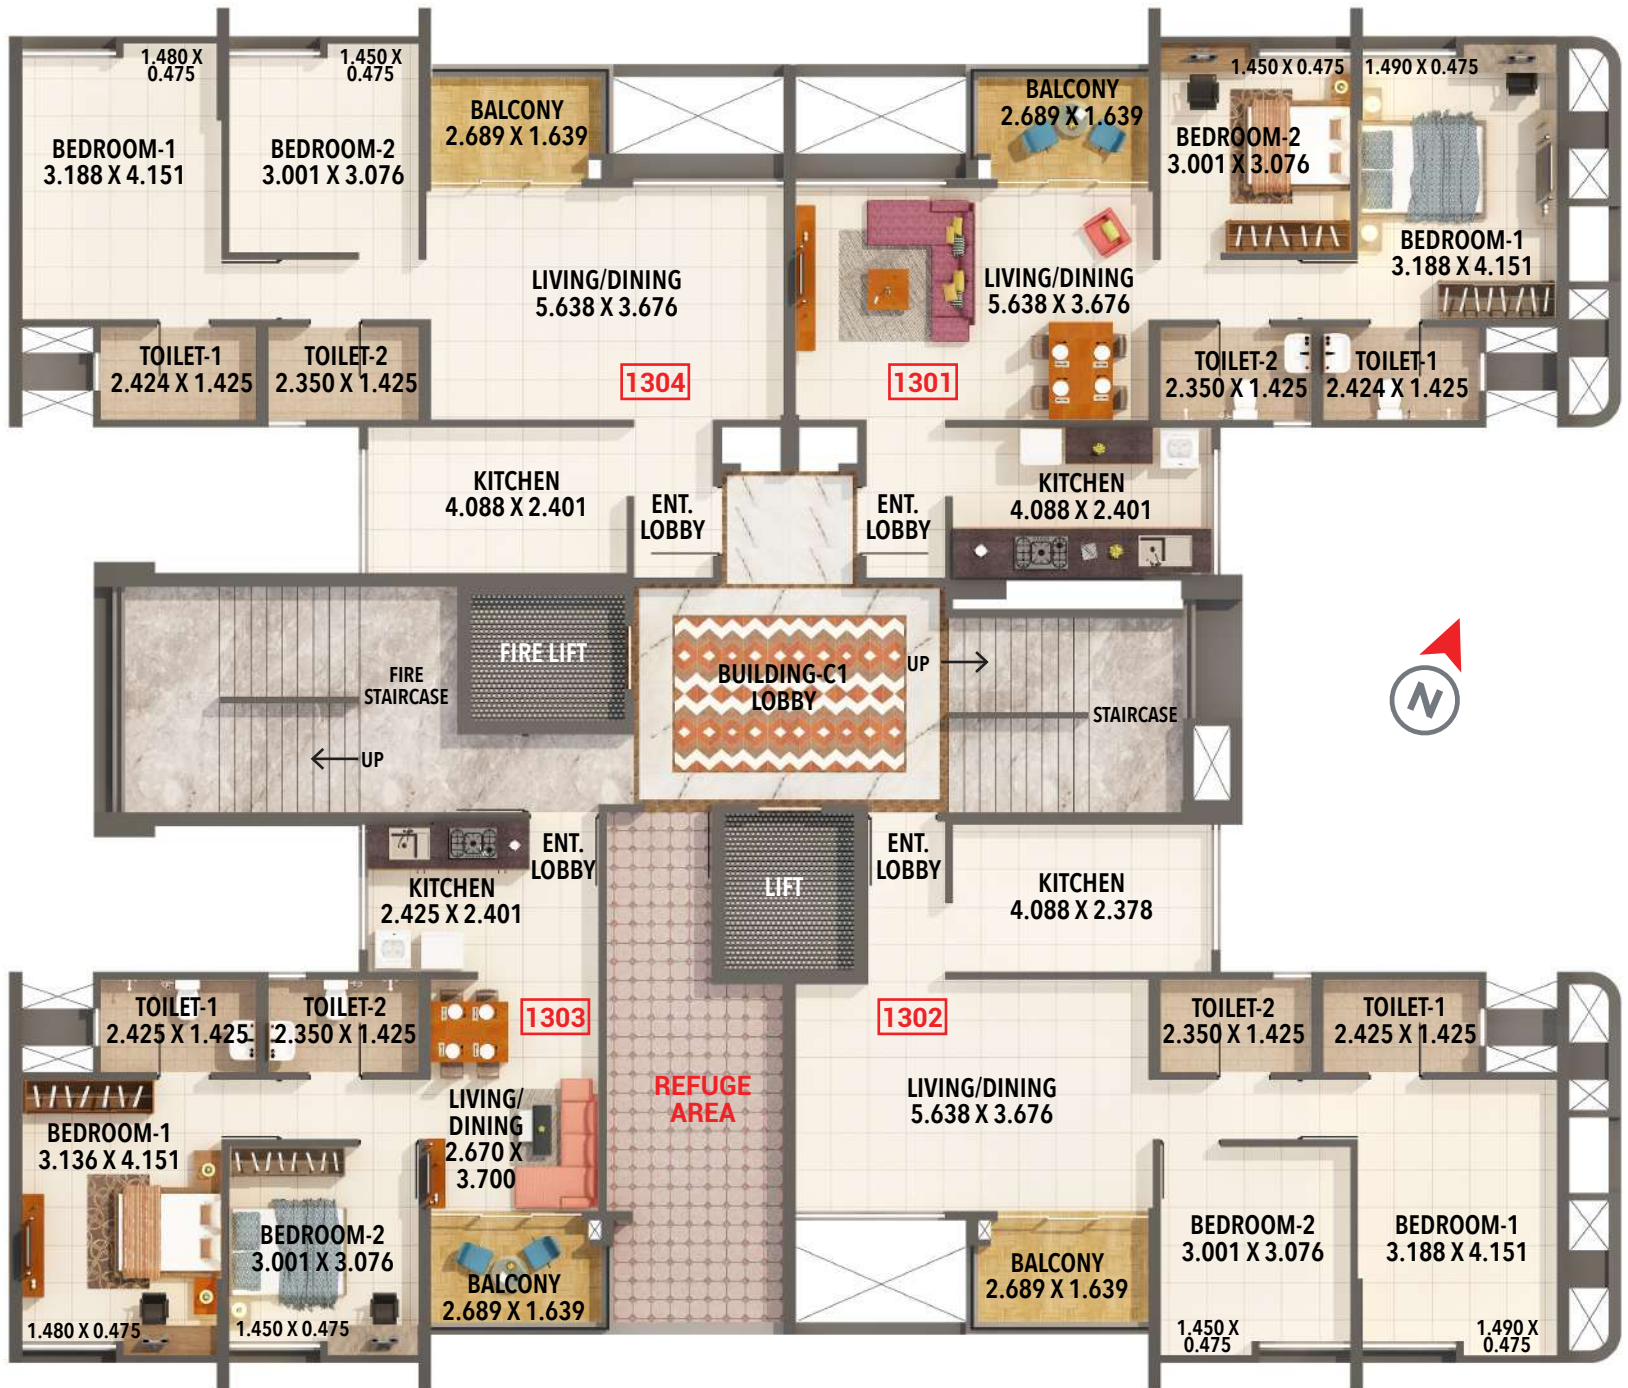 1.480 X
0.475
1.450 X
0.475
BEDROOM-1
3.188 X 4.151
BEDROOM-2
3.001 X 3.076
BALCONY
2.689 X 1.639
LIVING/DINING
5.638 X 3.676
1304
TOILET-1
2.424 X 1.425
TOILET-2
2.350 X 1.425
KITCHEN
4.088 X 2.401
ENT.
LOBBY
BALCONY
2.689 X 1.639
1.450 X 0.475
1.490 X 0.475
BEDROOM-2
3.001 X 3.076
BEDROOM-1
3.188 X 4.151
LIVING/DINING
5.638 X 3.676
1301
TOILET-2
2.350 X 1.425
TOILET-1
2.424 X 1.425
KITCHEN
4.088 X 2.401
ENT.
LOBBY
FIRE LIFT
FIRE
STAIRCASE
UP
BUILDING-C1
LOBBY
UP
STAIRCASE
N
ENT.
LOBBY
KITCHEN
2.425 X 2.401
TOILET-1
2.425 X 1.425
TOILET-2
2.350 X 1.425
1303
LIVING/
DINING
2.670 X
3.700
BEDROOM-1
3.136 X 4.151
BEDROOM-2
3.001 X 3.076
BALCONY
2.689 X 1.639
1.480 X 0.475
1.450 X 0.475
REFUGE
AREA
LIFT
ENT.
LOBBY
KITCHEN
4.088 X 2.378
1302
TOILET-2
2.350 X 1.425
TOILET-1
2.425 X 1.425
LIVING/DINING
5.638 X 3.676
BALCONY
2.689 X 1.639
BEDROOM-2
3.001 X 3.076
BEDROOM-1
3.188 X 4.151
1.450 X
0.475
1.490 X
0.475